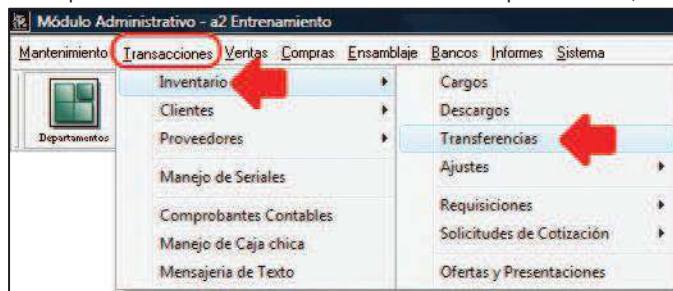 Módulo Administrativo - a2 Entrenamiento
Mantenimiento Transacciones Ventas Compras Ensamblaje Bancos Informes Sistema
Departamentos
Inventario
Clientes
Proveedores
Manejo de Seriales
Comprobantes Contables
Manejo de Caja chica
Mensajeria de Texto
Cargos
Descargos
Transferencias
Ajustes
Requisiciones
Solicitudes de Cotización
Ofertas y Presentaciones